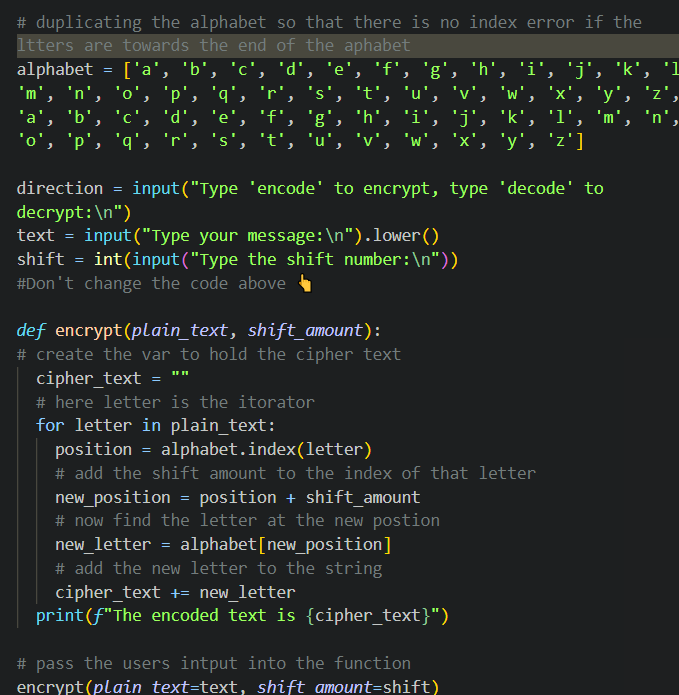 # duplicating the alphabet so that there is no index error if the
ltters are towards the end of the aphabet
alphabet = ['a', 'b', 'c', 'd', 'e', 'f', 'g', 'h', 'i', 'j', 'k', 'l
'm', 'n', 'o', 'p', 'q', 'r', 's', 't', 'u', 'v', 'w', 'x', 'y', 'z',
'a', 'b', 'c', 'd', 'e', 'f', 'g', 'h', 'i', 'j', 'k', 'l', 'm', 'n',
'o', 'p', 'q', 'r', 's', 't', 'u', 'v', 'w', 'x', 'y', 'z']
direction = input("Type 'encode' to encrypt, type 'decode' to
decrypt:\n")
text = input("Type your message:\n").lower()
shift = int(input("Type the shift number:\n"))
#Don't change the code above 👆
def encrypt(plain_text, shift_amount):
# create the var to hold the cipher text
cipher_text = ""
# here letter is the itorator
for letter in plain_text:
position = alphabet.index(letter)
# add the shift amount to the index of that letter
new_position = position + shift_amount
# now find the letter at the new postion
new_letter = alphabet[new_position]
# add the new letter to the string
cipher_text += new_letter
print(f"The encoded text is {cipher_text}")
# pass the users intput into the function
encrypt(plain_text=text, shift_amount=shift)